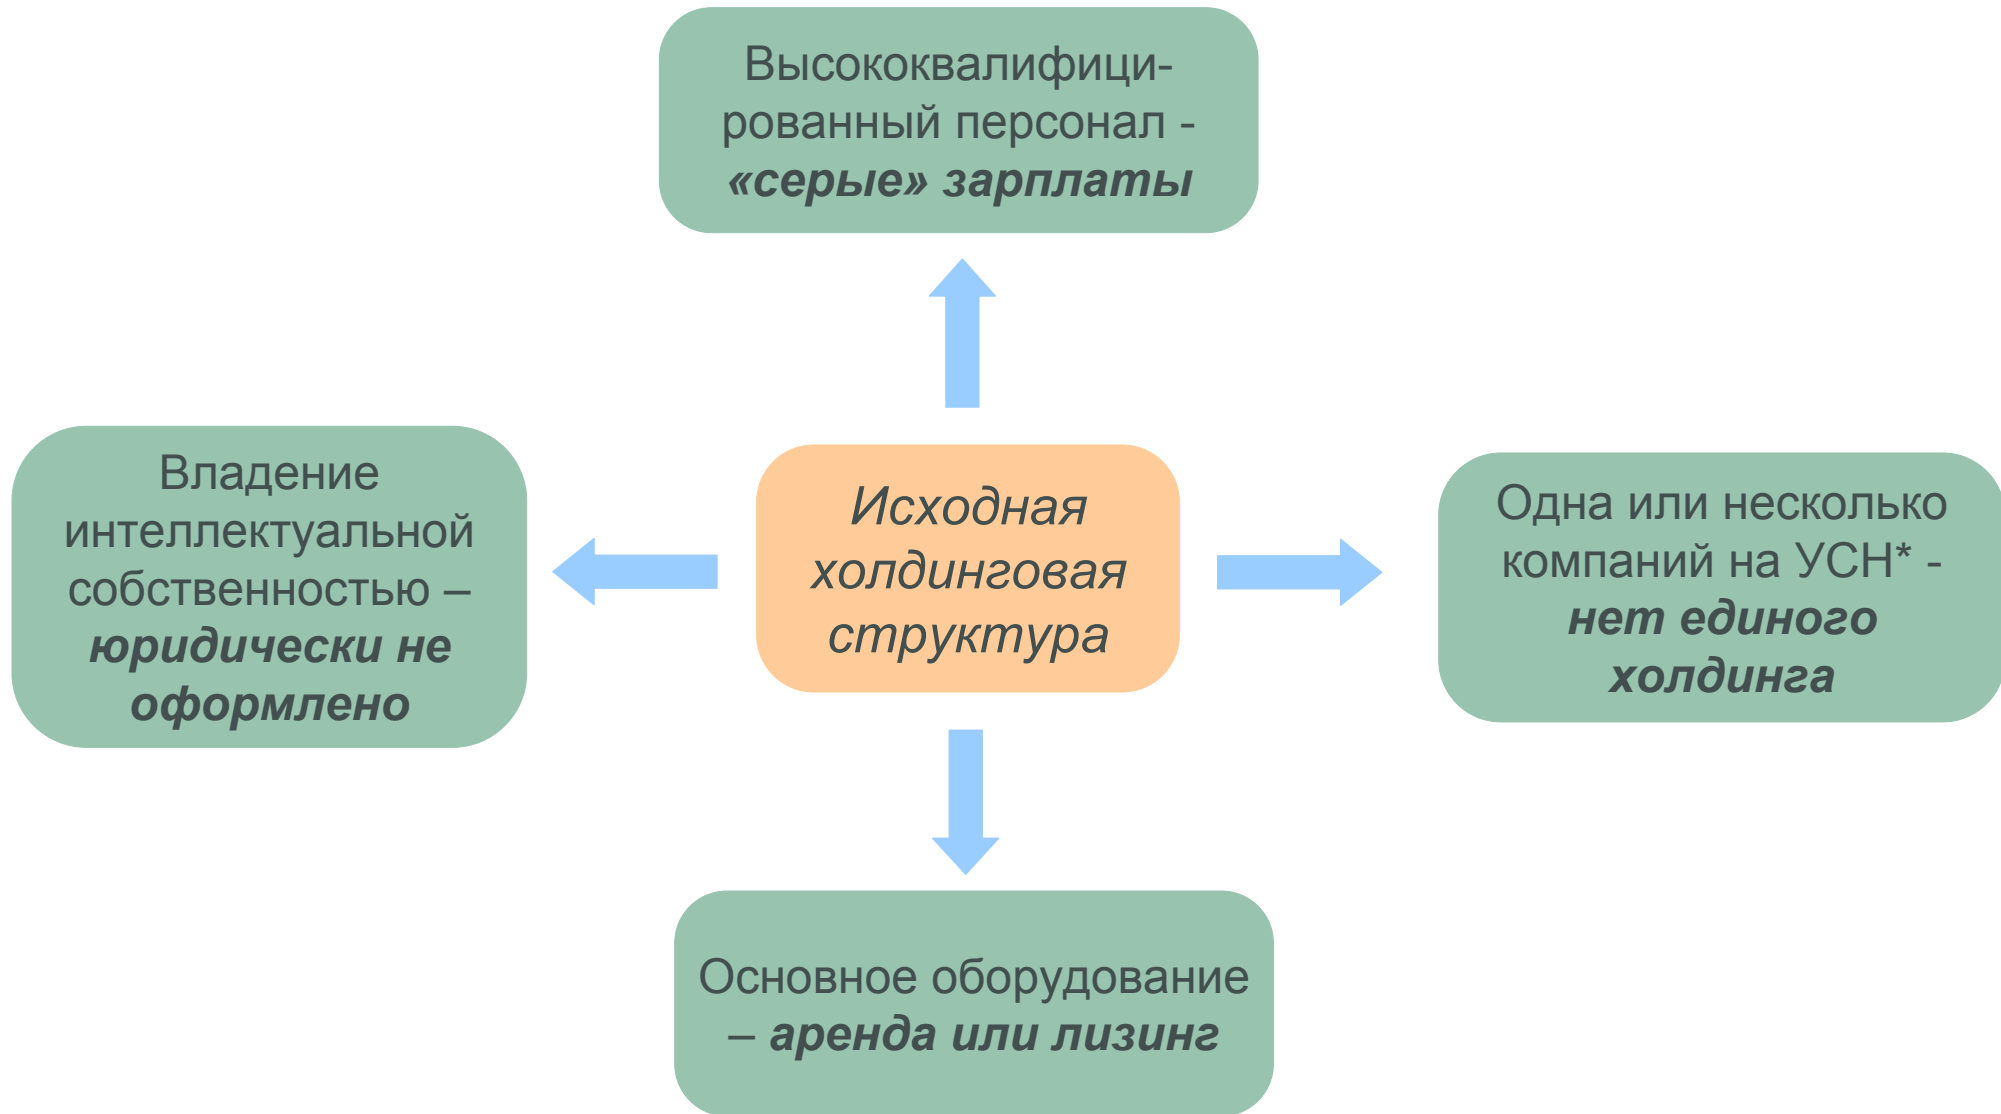 Высококвалифици-
рованный персонал -
«серые» зарплаты
Владение
интеллектуальной
собственностью –
юридически не
оформлено
Исходная
холдинговая
структура
Одна или несколько
компаний на УСН* -
нет единого
холдинга
Основное оборудование
– аренда или лизинг